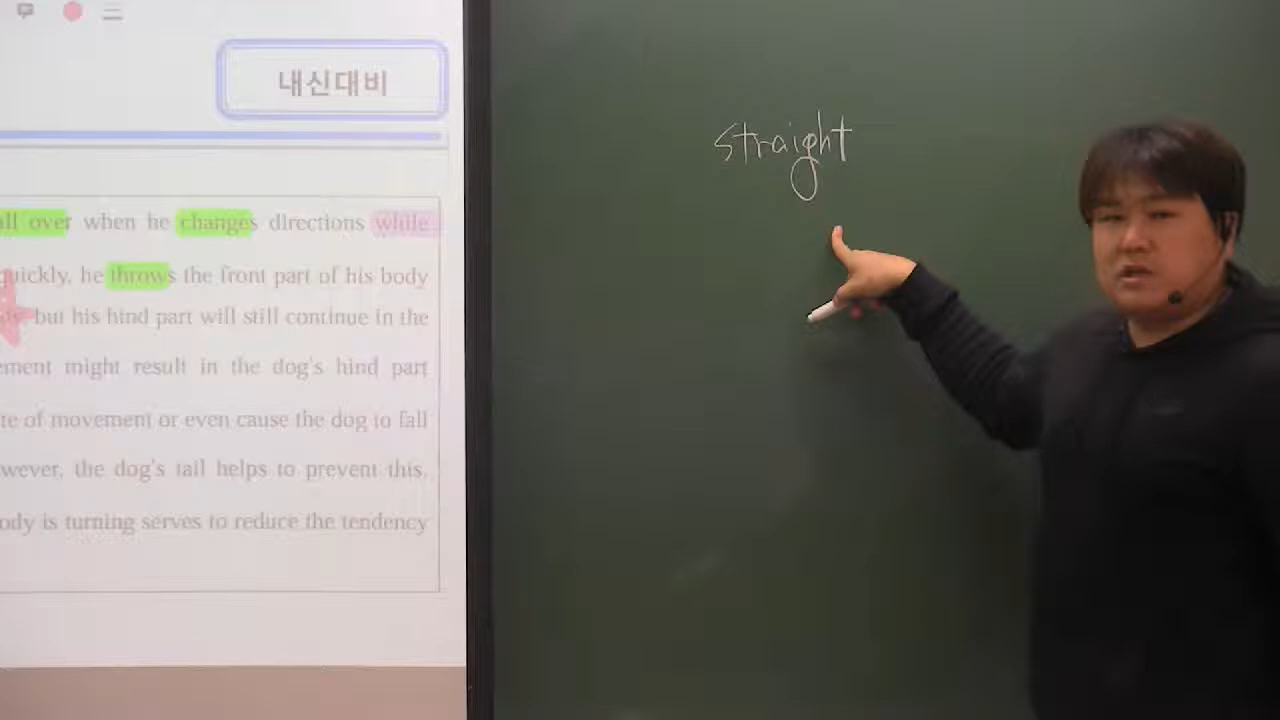 내신대비
all over when he changes directions while
quickly, he throws the front part of his body
but his hind part will still continue in the
ement might result in the dog's hind part
te of movement or even cause the dog to fall
wever, the dog's tail helps to prevent this.
ody is turning serves to reduce the tendency
straight